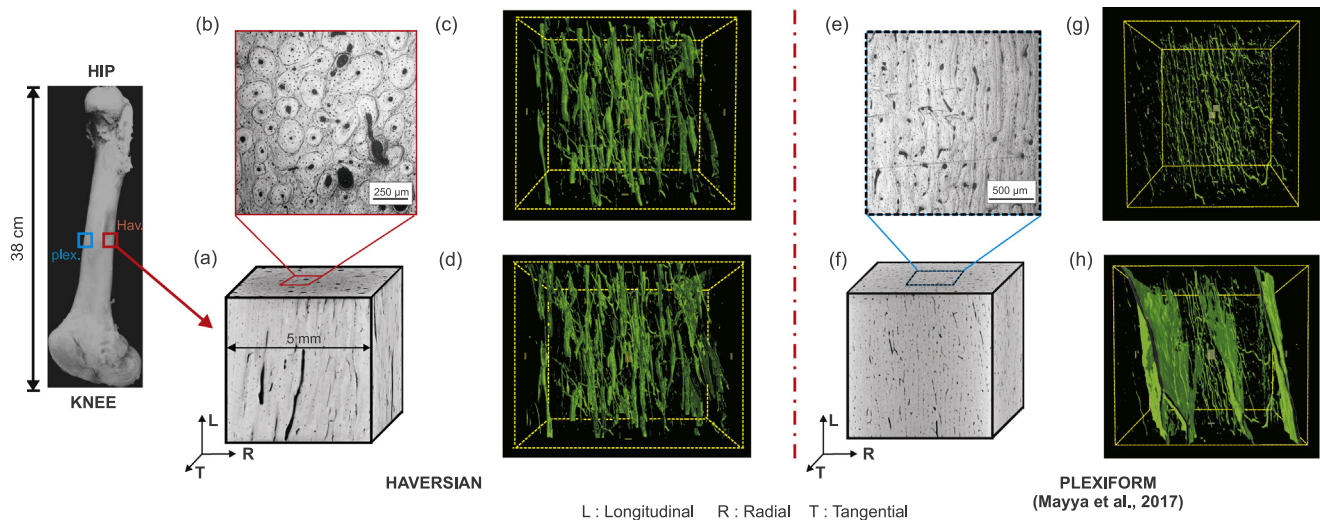 HIP
38 cm
KNEE
plex.
Hav.
(b)
250 µm
(a)
5 mm
L
R
T
(c)
(d)
HAVERSIAN
(e)
500 µm
(f)
L
R
T
(g)
(h)
PLEXIFORM
(Mayya et al., 2017)
L : Longitudinal R : Radial T : Tangential